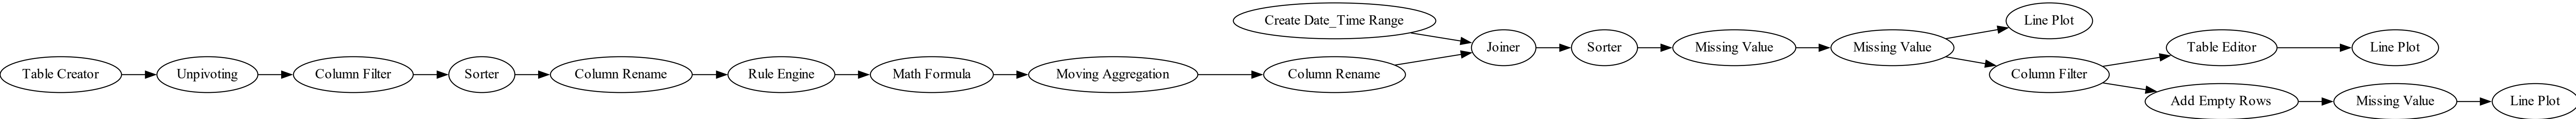 Table Creator
Unpivoting
Column Filter
Sorter
Column Rename
Rule Engine
Math Formula
Moving Aggregation
Create Date_Time Range
Column Rename
Joiner
Sorter
Missing Value
Missing Value
Line Plot
Column Filter
Table Editor
Line Plot
Add Empty Rows
Missing Value
Line Plot